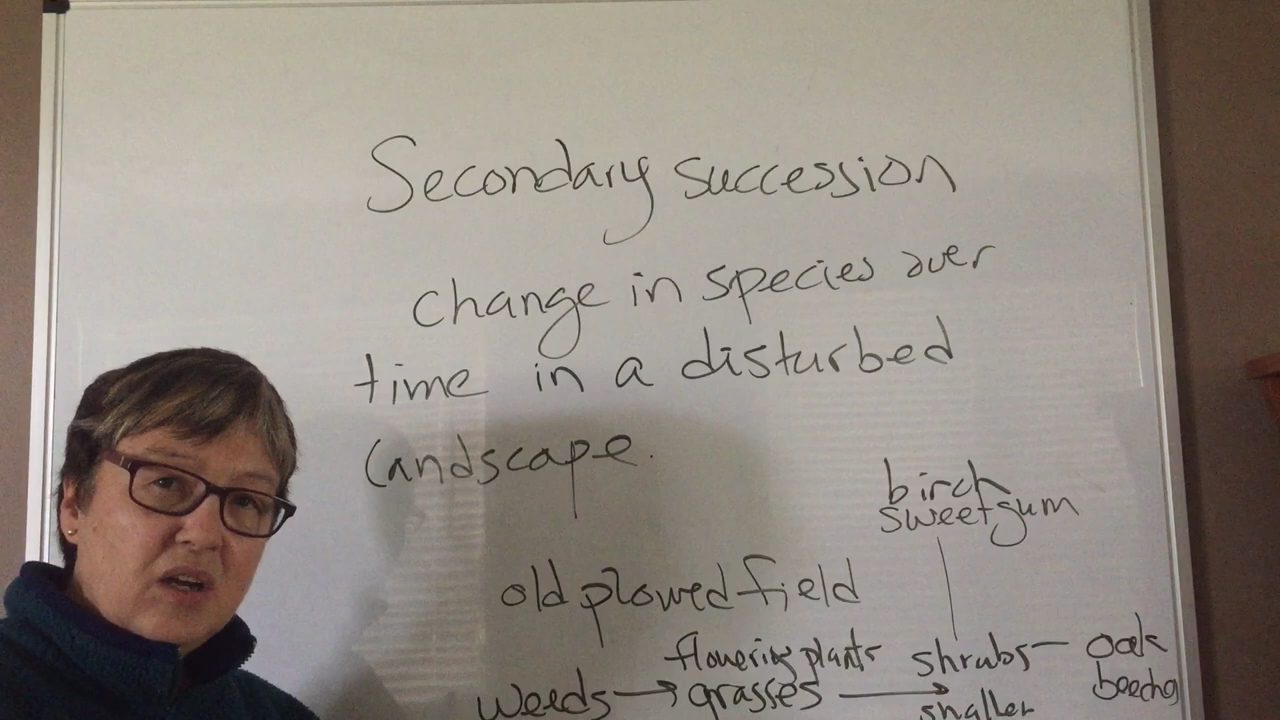 Secondary succession
change in species over
time in a disturbed
landscape.
birch
sweetgum
old plowed field
flowering plants shrubs — oak
weeds → grasses → smaller beech